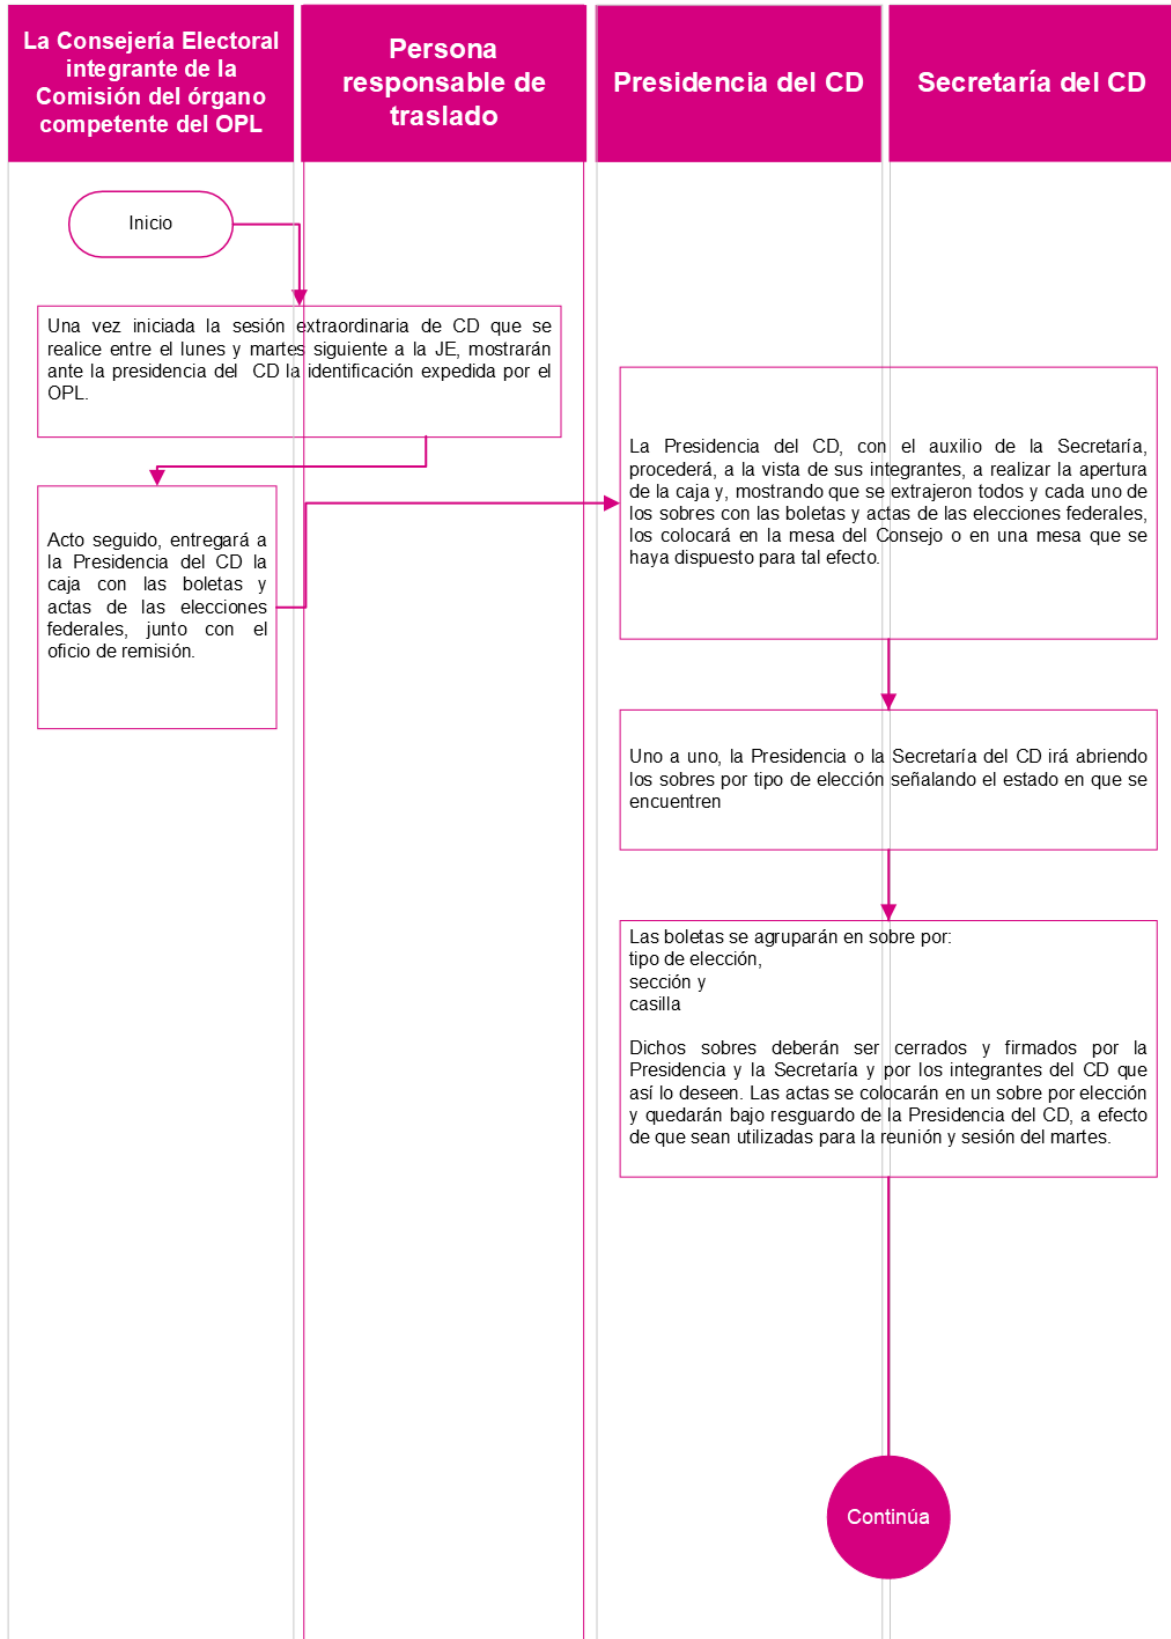 La Consejería Electoral
integrante de la
Comisión del órgano
competente del OPL
Persona
responsable de
traslado
Presidencia del CD
Secretaría del CD
Inicio
Una vez iniciada la sesión extraordinaria de CD que se
realice entre el lunes y martes siguiente a la JE, mostrarán
ante la presidencia del CD la identificación expedida por el
OPL.
Acto seguido, entregará a
la Presidencia del CD la
caja con las boletas y
actas de las elecciones
federales, junto con el
oficio de remisión.
La Presidencia del CD, con el auxilio de la Secretaría,
procederá, a la vista de sus integrantes, a realizar la apertura
de la caja y, mostrando que se extrajeron todos y cada uno de
los sobres con las boletas y actas de las elecciones federales,
los colocará en la mesa del Consejo o en una mesa que se
haya dispuesto para tal efecto.
Uno a uno, la Presidencia o la Secretaría del CD irá abriendo
los sobres por tipo de elección señalando el estado en que se
encuentren
Las boletas se agruparán en sobre por:
tipo de elección,
sección y
casilla
Dichos sobres deberán ser cerrados y firmados por la
Presidencia y la Secretaría y por los integrantes del CD que
así lo deseen. Las actas se colocarán en un sobre por elección
y quedarán bajo resguardo de la Presidencia del CD, a efecto
de que sean utilizadas para la reunión y sesión del martes.
Continúa